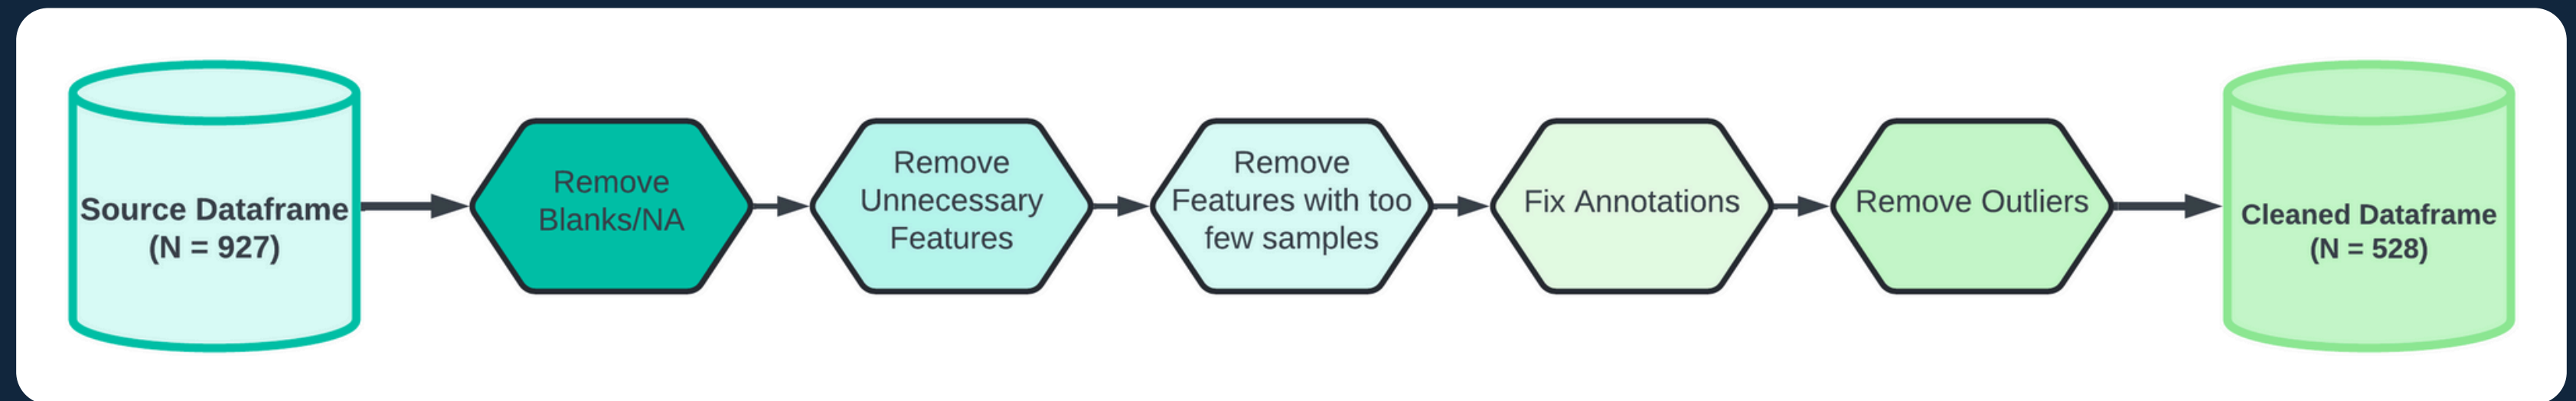 Source Dataframe
(N = 927)
Remove
Blanks/NA
Remove
Unnecessary
Features
Remove
Features with too
few samples
Fix Annotations
Remove Outliers
Cleaned Dataframe
(N = 528)